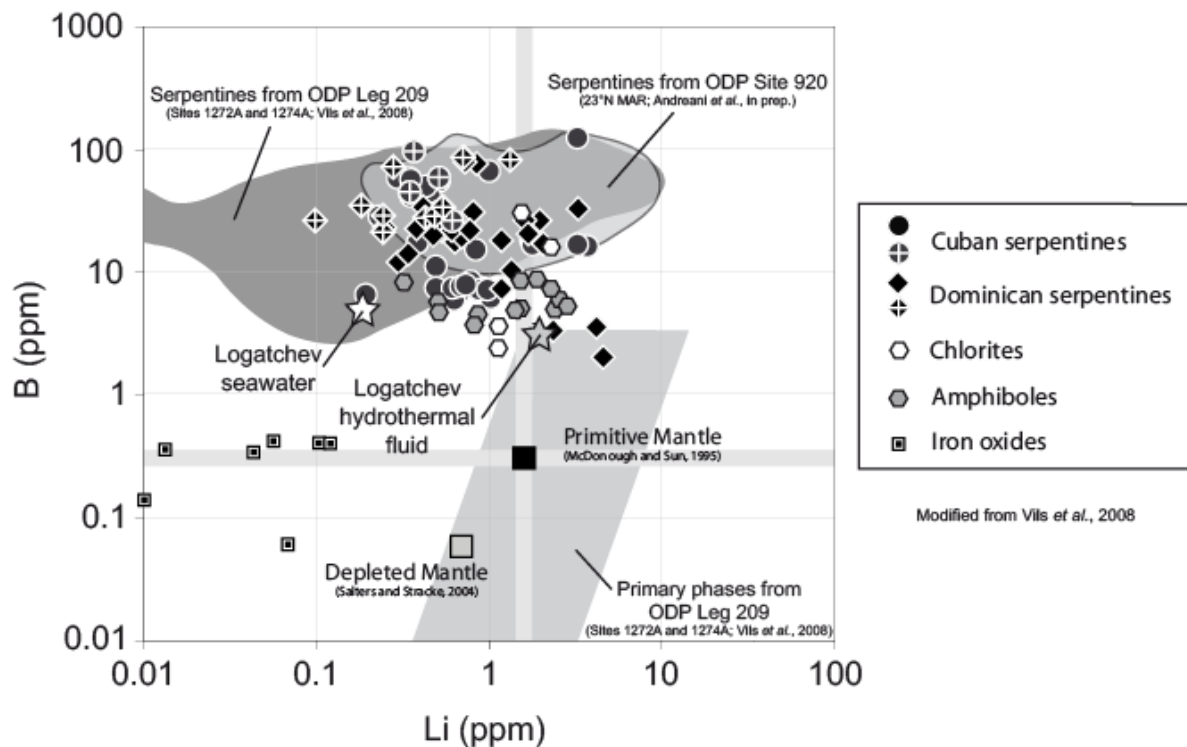 1000
100
10
1
0.1
0.01
B (ppm)
0.01
0.1
1
10
100
Li (ppm)
Serpentines from ODP Leg 209
(Sites 1272A and 1274A; Vils et al., 2008)
Serpentines from ODP Site 920
(23°N MAR; Andreani et al., in prep.)
Logatchev
seawater
Logatchev
hydrothermal
fluid
Primitive Mantle
(McDonough and Sun, 1995)
Depleted Mantle
(Salters and Stracke, 2004)
Primary phases from
ODP Leg 209
(Sites 1272A and 1274A; Vils et al., 2008)
Cuban serpentines
Dominican serpentines
Chlorites
Amphiboles
Iron oxides
Modified from Vils et al., 2008